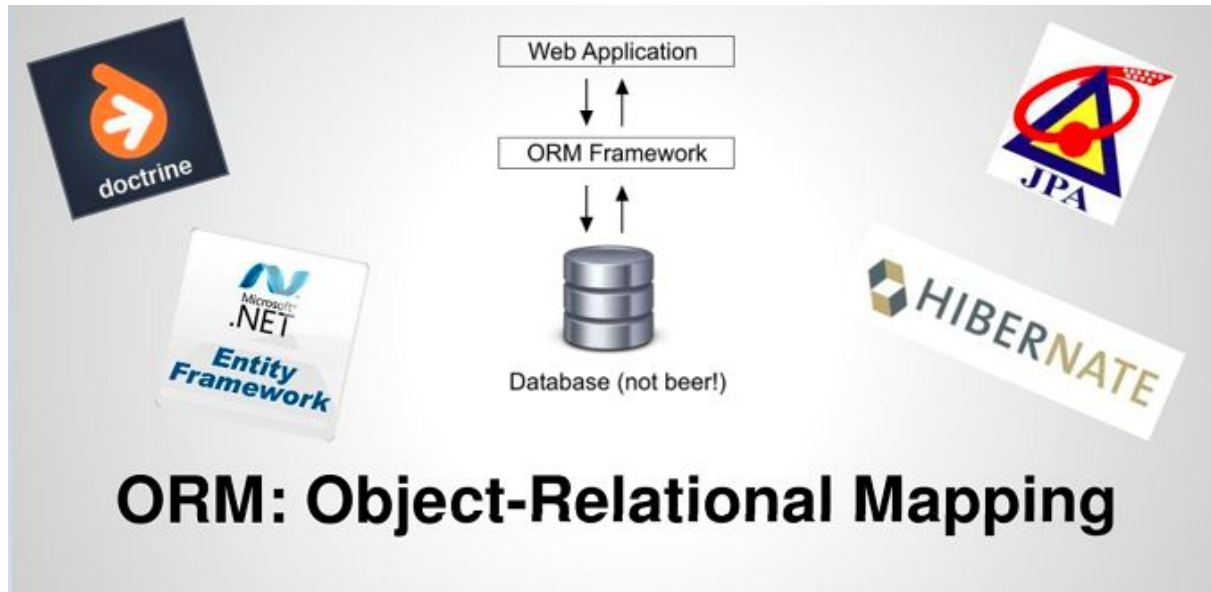 doctrine
Microsoft
.NET
Entity
Framework
Web Application
ORM Framework
Database (not beer!)
JPA
HIBERNATE
ORM: Object-Relational Mapping